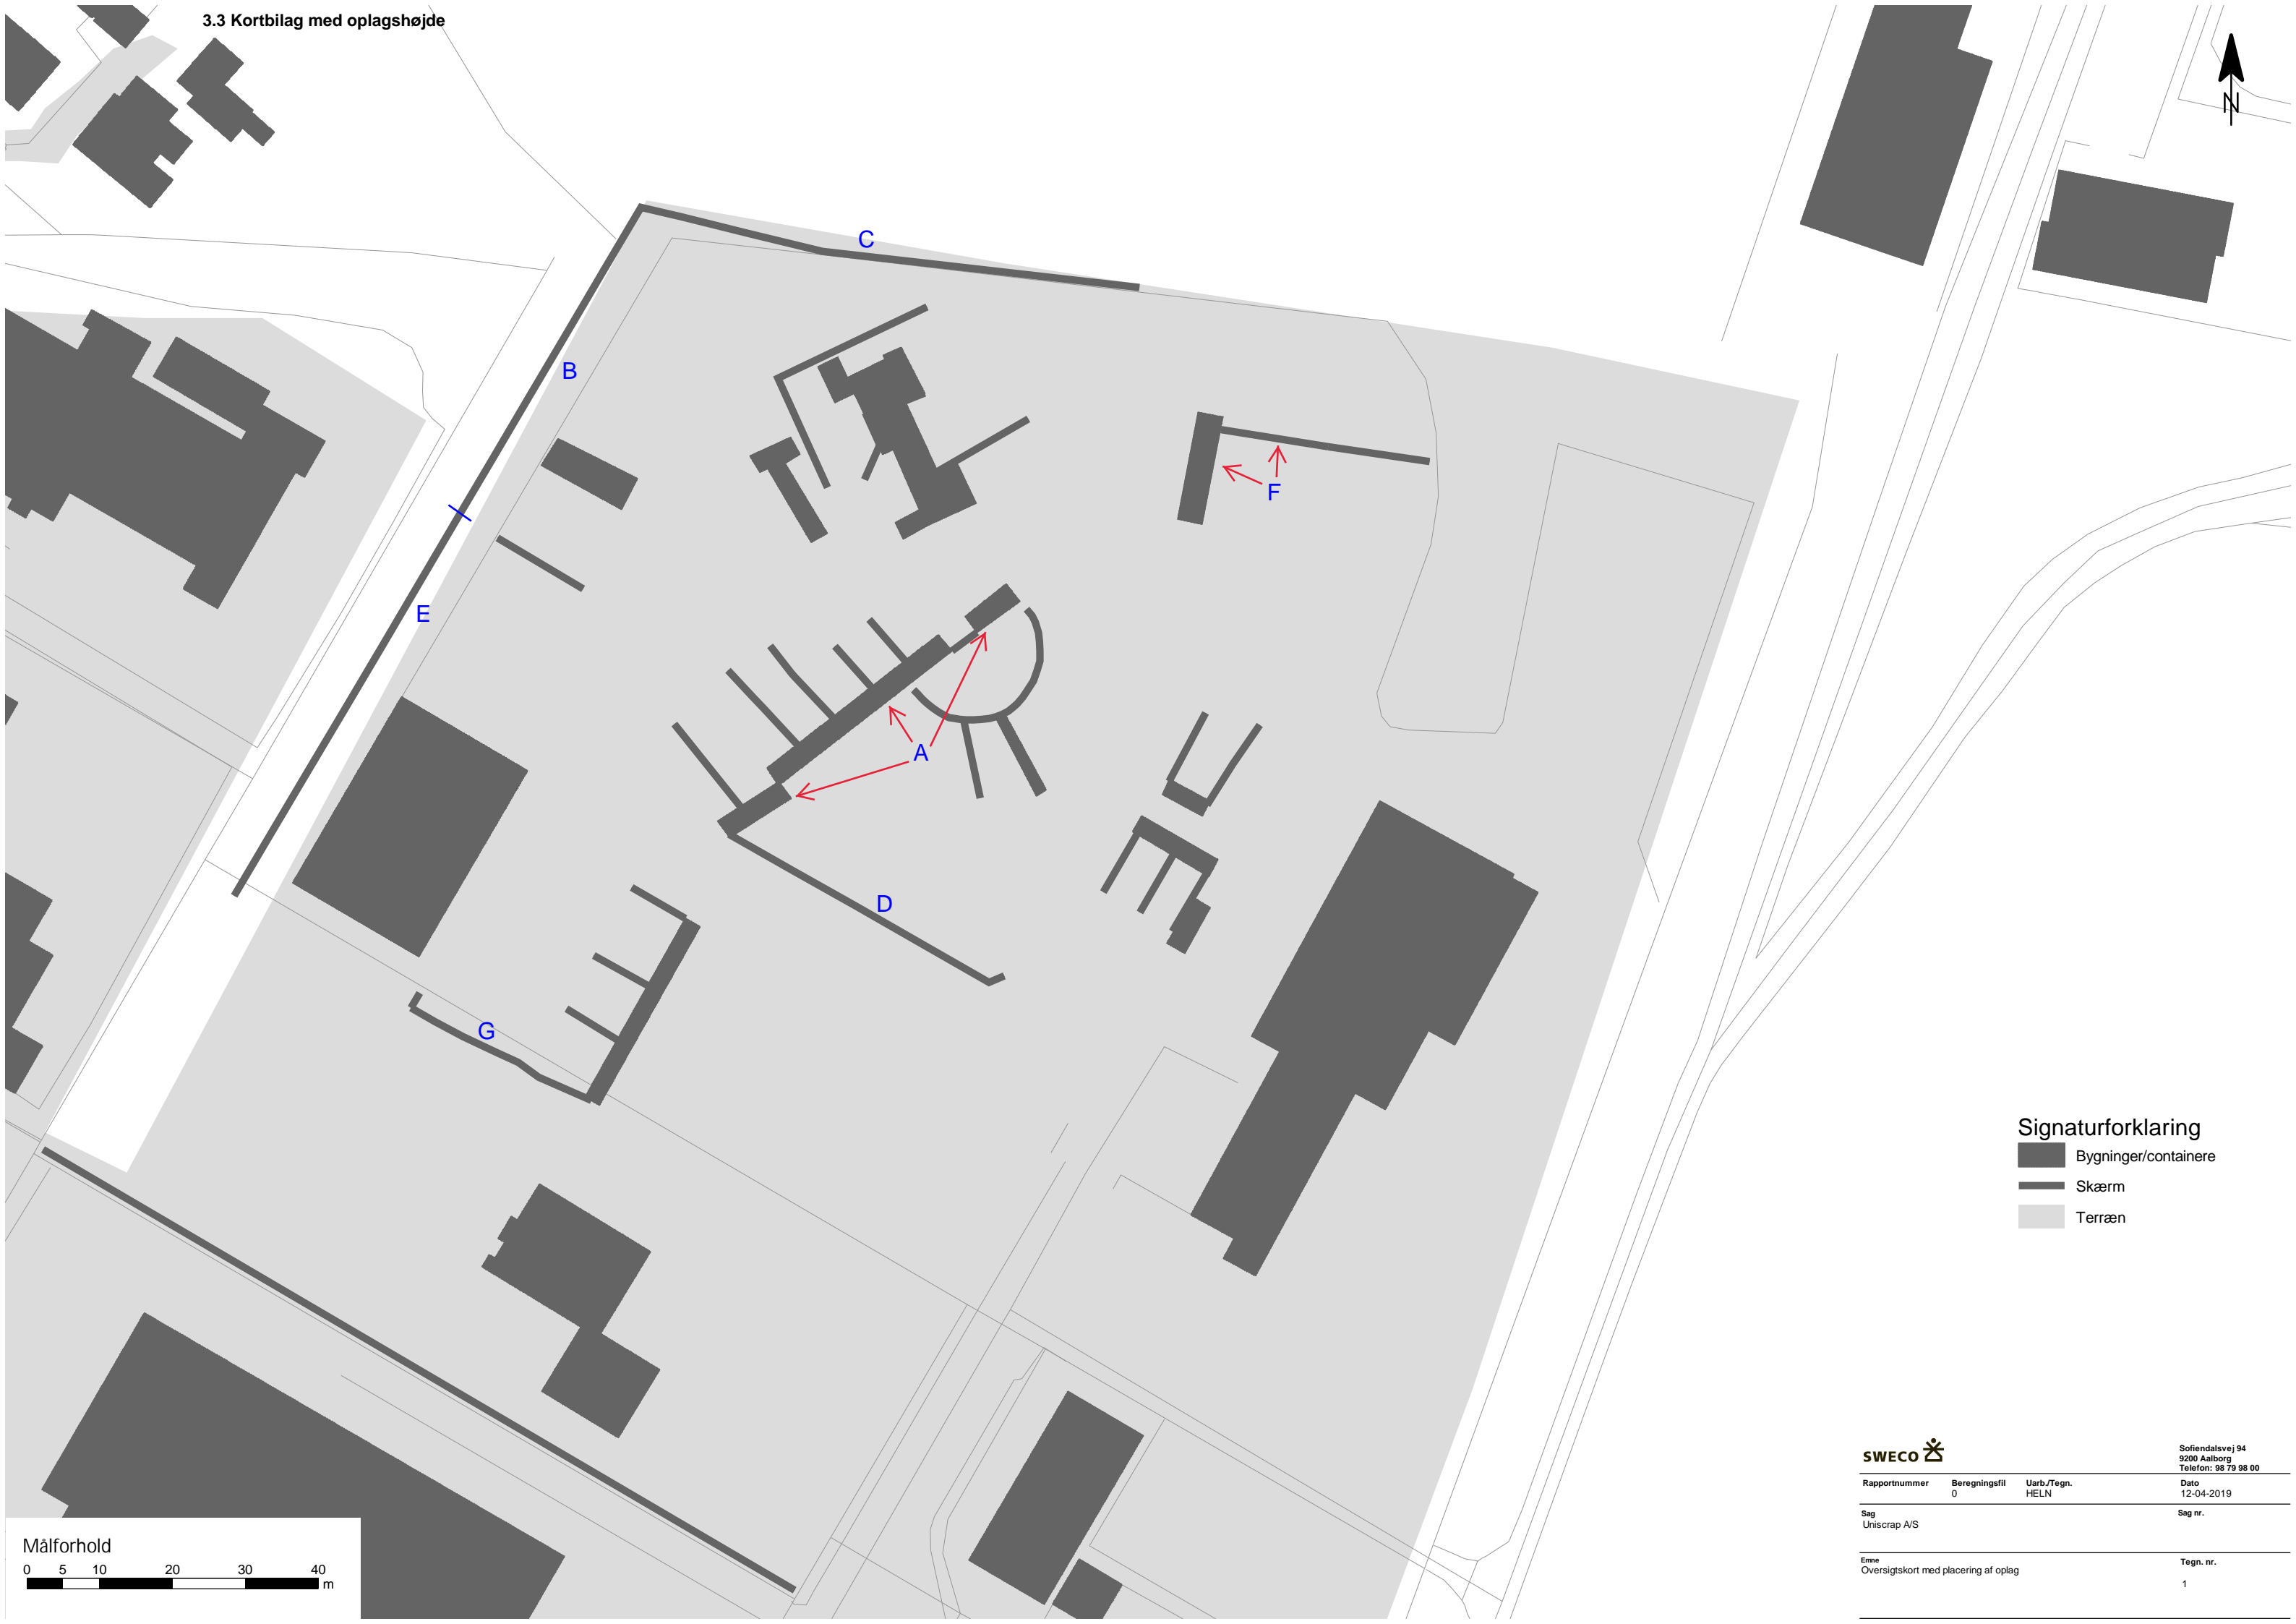 3.3 Kortbilag med oplagshøjde
N
C
B
F
E
A
D
G
Signaturforklaring
Bygninger/containere
Skærm
Terræn
Målforhold
0 5 10 20 30 40
m
SWECO
Sofiendalsvej 94
9200 Aalborg
Telefon: 98 79 98 00
Rapportnummer Beregningsfil Uarb./Tegn. Dato
0 HELN 12-04-2019
Sag Sag nr.
Uniscrap A/S
Emne Tegn. nr.
Oversigtskort med placering af oplag
1